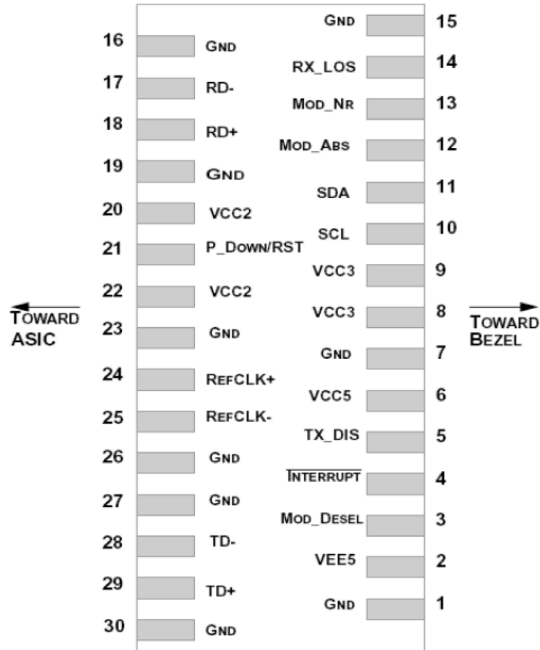 16 GND
17 RD-
18 RD+
19 GND
20 VCC2
21 P_DOWN/RST
22 VCC2
23 GND
24 REFCLK+
25 REFCLK-
26 GND
27 GND
28 TD-
29 TD+
30 GND
TOWARD
ASIC
GND 15
RX_LOS 14
MOD_NR 13
MOD_ABS 12
SDA 11
SCL 10
VCC3 9
VCC3 8
GND 7
VCC5 6
TX_DIS 5
INTERRUPT 4
MOD_DESEL 3
VEE5 2
GND 1
TOWARD
BEZEL